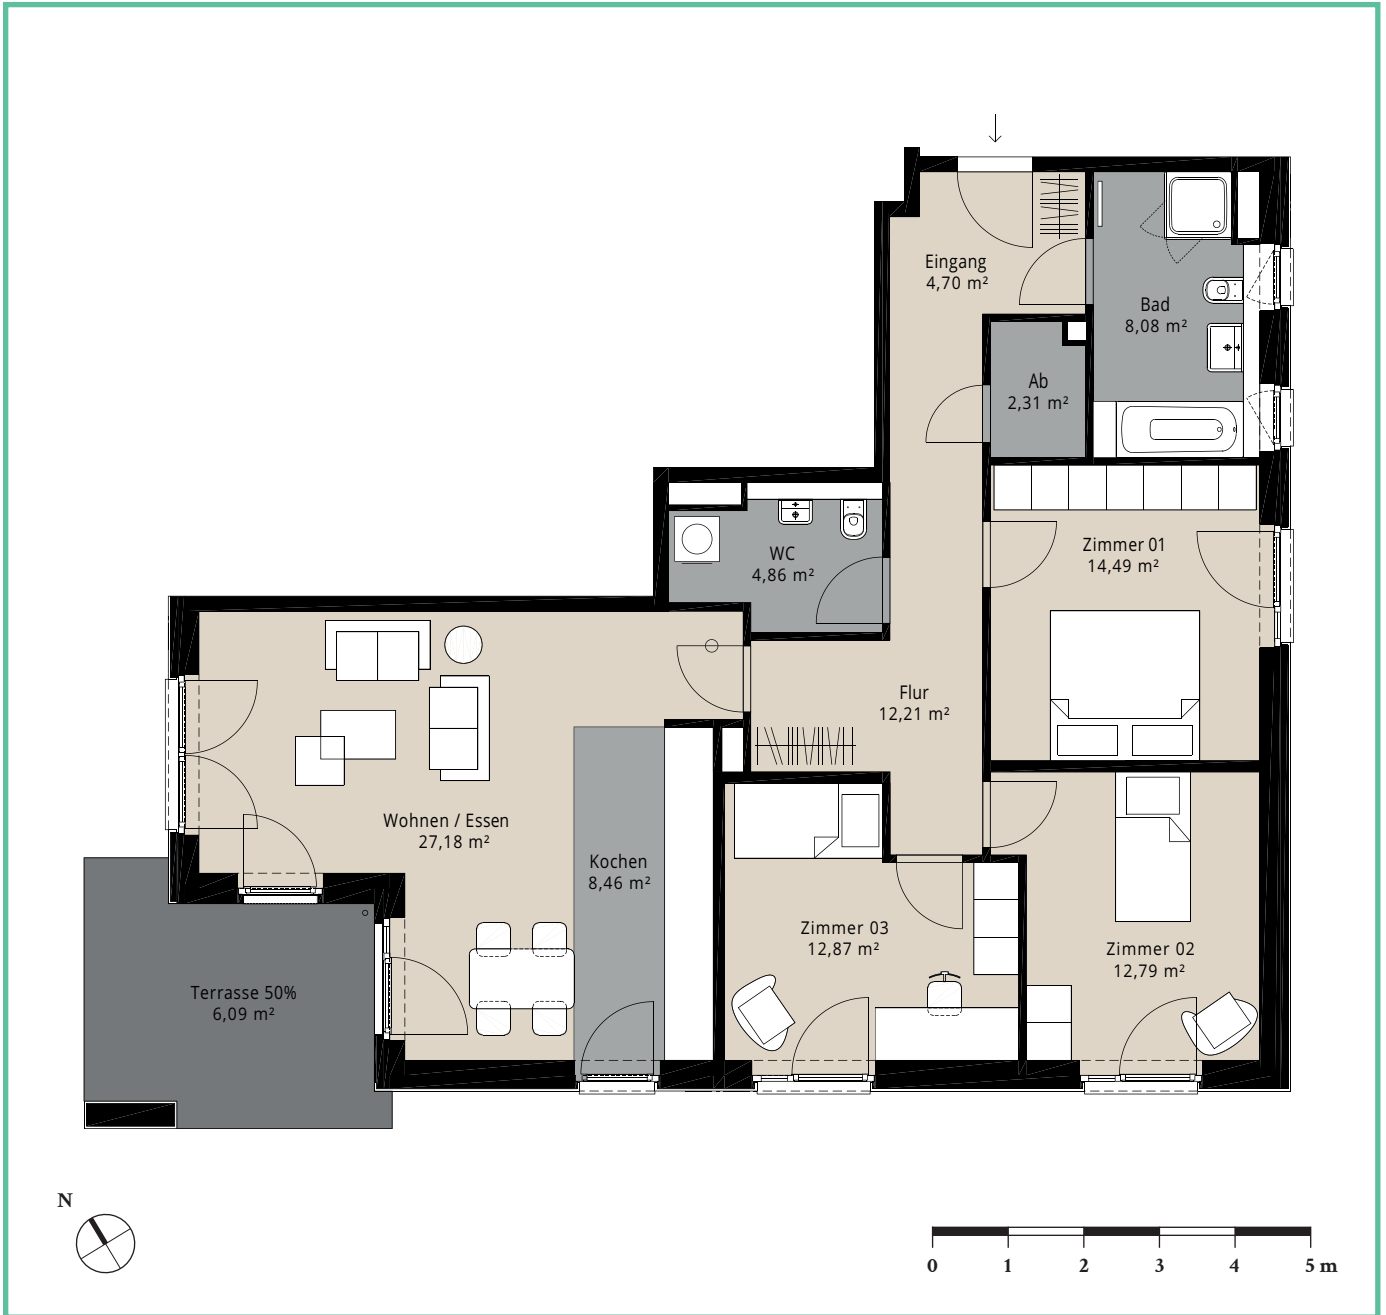 Eingang
4,70 m²
Bad
8,08 m²
Ab
2,31 m²
Zimmer 01
14,49 m²
WC
4,86 m²
Flur
12,21 m²
Wohnen / Essen
27,18 m²
Kochen
8,46 m²
Zimmer 03
12,87 m²
Zimmer 02
12,79 m²
Terrasse 50%
6,09 m²
N
0 1 2 3 4 5 m